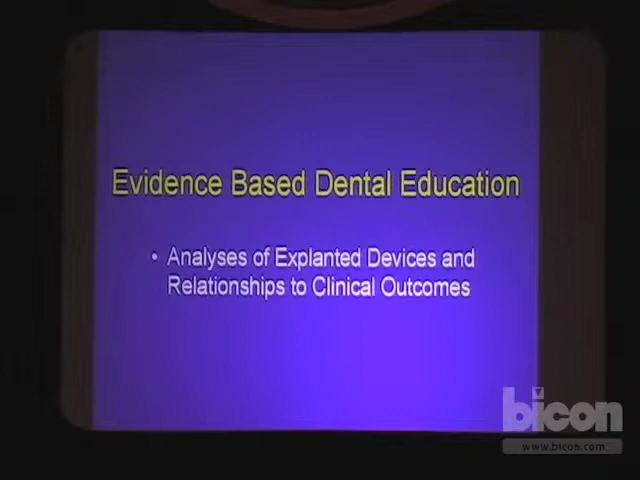 Evidence Based Dental Education
• Analyses of Explanted Devices and
Relationships to Clinical Outcomes
bicon
www.bicon.com